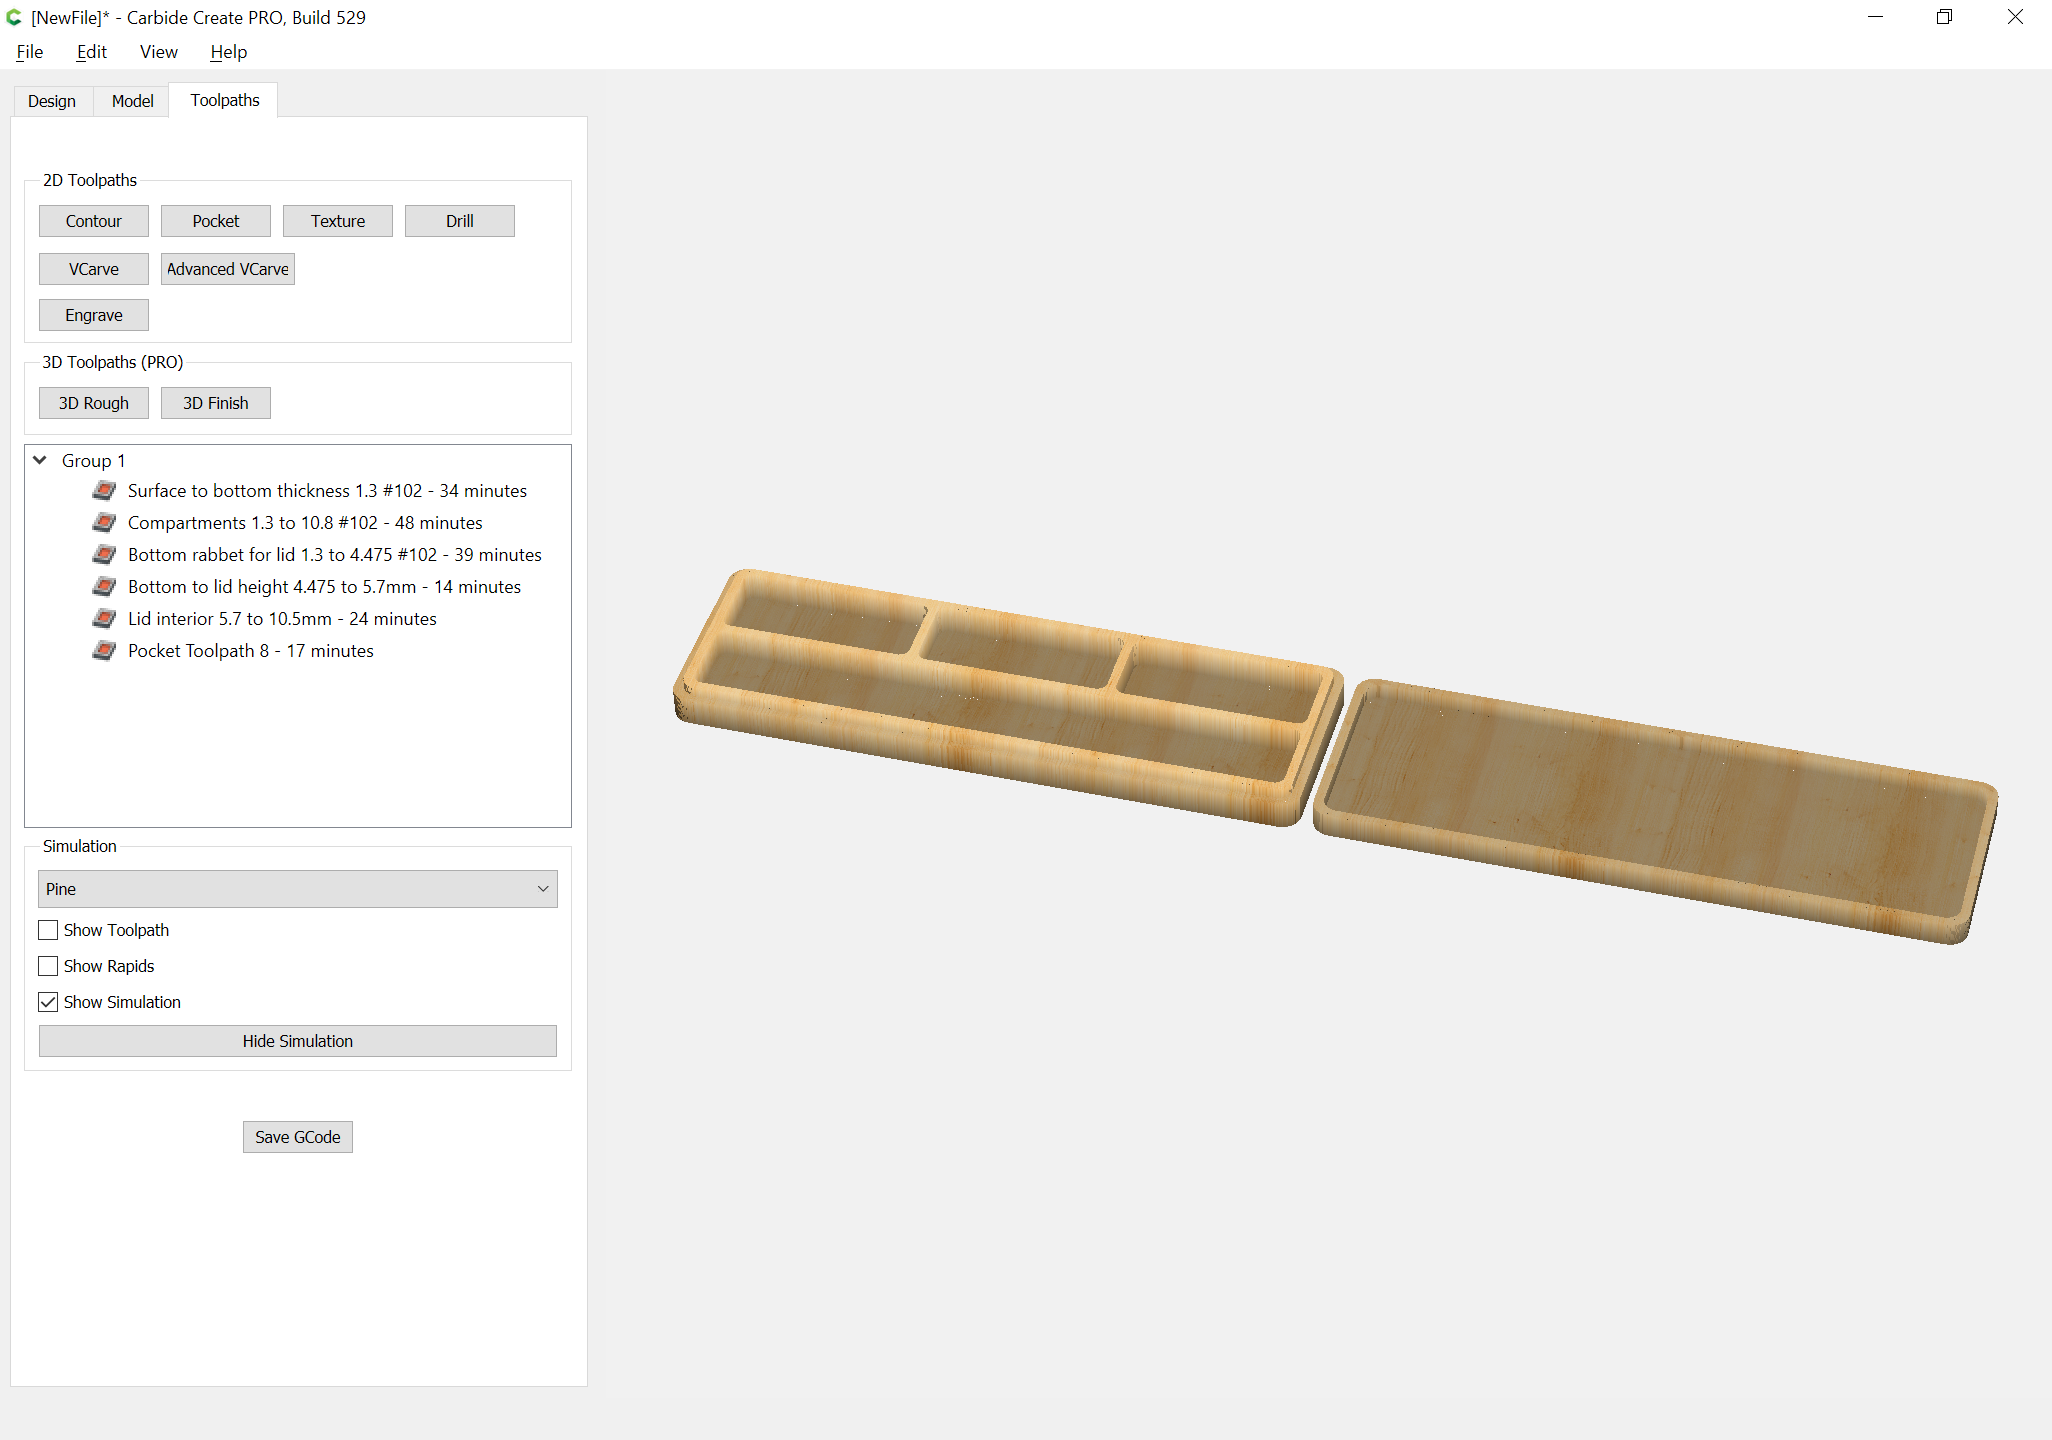 [NewFile]* - Carbide Create PRO, Build 529
File Edit View Help
Design Model Toolpaths
2D Toolpaths
Contour Pocket Texture Drill
VCarve Advanced VCarve
Engrave
3D Toolpaths (PRO)
3D Rough 3D Finish
Group 1
Surface to bottom thickness 1.3 #102 - 34 minutes
Compartments 1.3 to 10.8 #102 - 48 minutes
Bottom rabbet for lid 1.3 to 4.475 #102 - 39 minutes
Bottom to lid height 4.475 to 5.7mm - 14 minutes
Lid interior 5.7 to 10.5mm - 24 minutes
Pocket Toolpath 8 - 17 minutes
Simulation
Pine
Show Toolpath
Show Rapids
Show Simulation
Hide Simulation
Save GCode